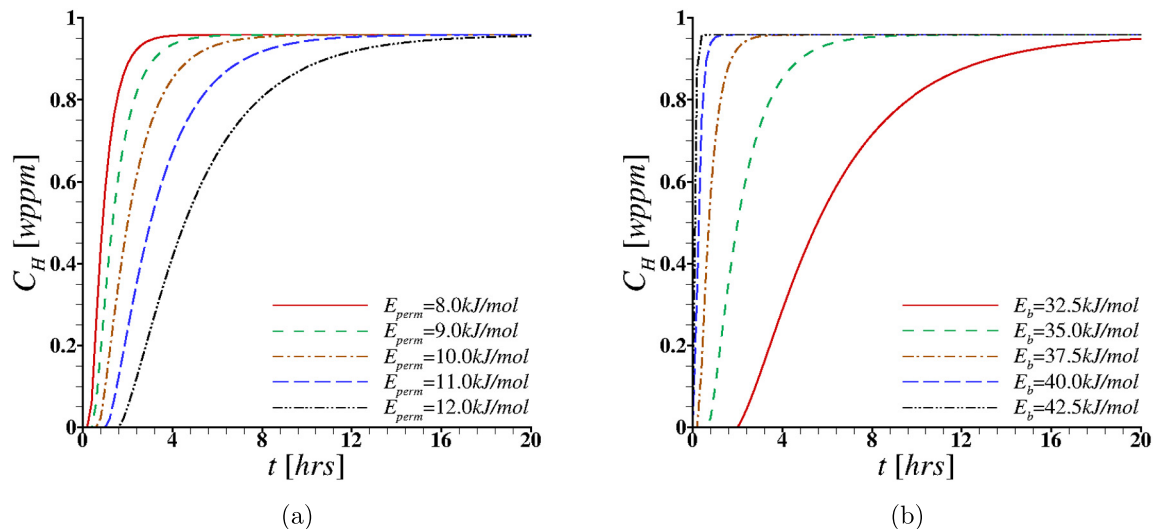 1
0.8
0.6
0.4
0.2
0
C_H [wppm]
E_perm=8.0kJ/mol
E_perm=9.0kJ/mol
E_perm=10.0kJ/mol
E_perm=11.0kJ/mol
E_perm=12.0kJ/mol
0 4 8 12 16 20
t [hrs]
(a)
1
0.8
0.6
0.4
0.2
0
C_H [wppm]
E_b=32.5kJ/mol
E_b=35.0kJ/mol
E_b=37.5kJ/mol
E_b=40.0kJ/mol
E_b=42.5kJ/mol
0 4 8 12 16 20
t [hrs]
(b)